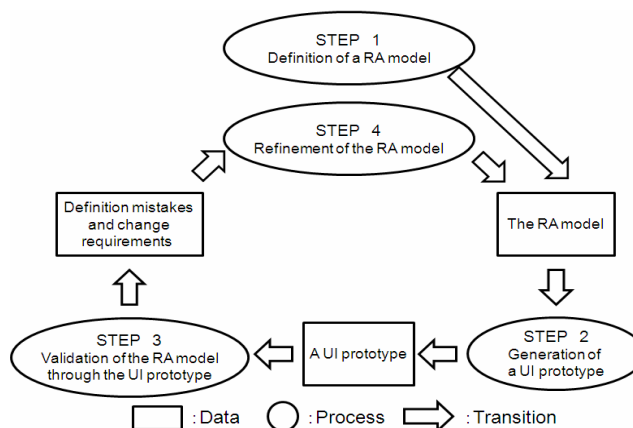 STEP 1
Definition of a RA model
STEP 4
Refinement of the RA model
Definition mistakes
and change
requirements
The RA model
STEP 3
Validation of the RA model
through the UI prototype
A UI prototype
STEP 2
Generation of
a UI prototype
: Data
: Process
: Transition